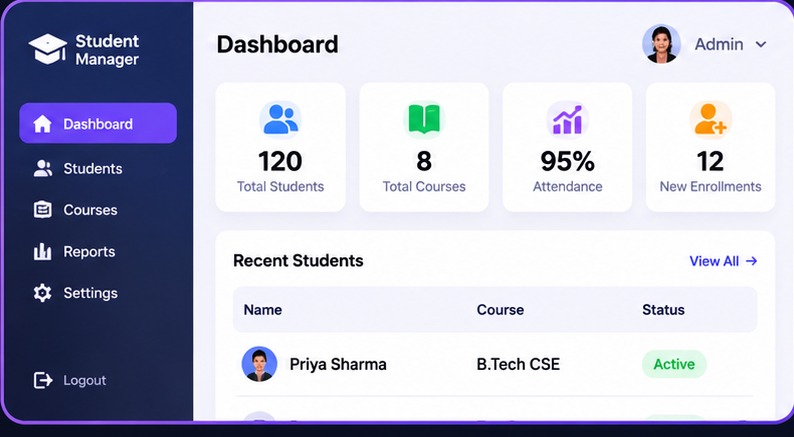 Student
Manager
Dashboard
Students
Courses
Reports
Settings
Logout
Dashboard
Admin
120
Total Students
8
Total Courses
95%
Attendance
12
New Enrollments
Recent Students
View All →
Name Course Status
Priya Sharma B.Tech CSE Active